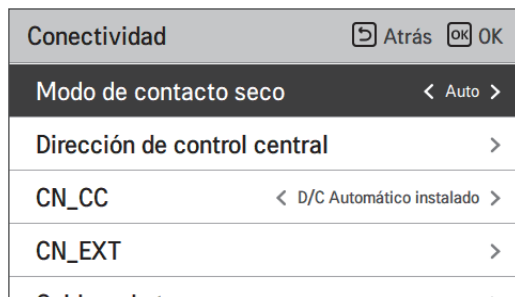 Conectividad Atrás OK OK
Modo de contacto seco < Auto >
Dirección de control central >
CN_CC < D/C Automático instalado >
CN_EXT >